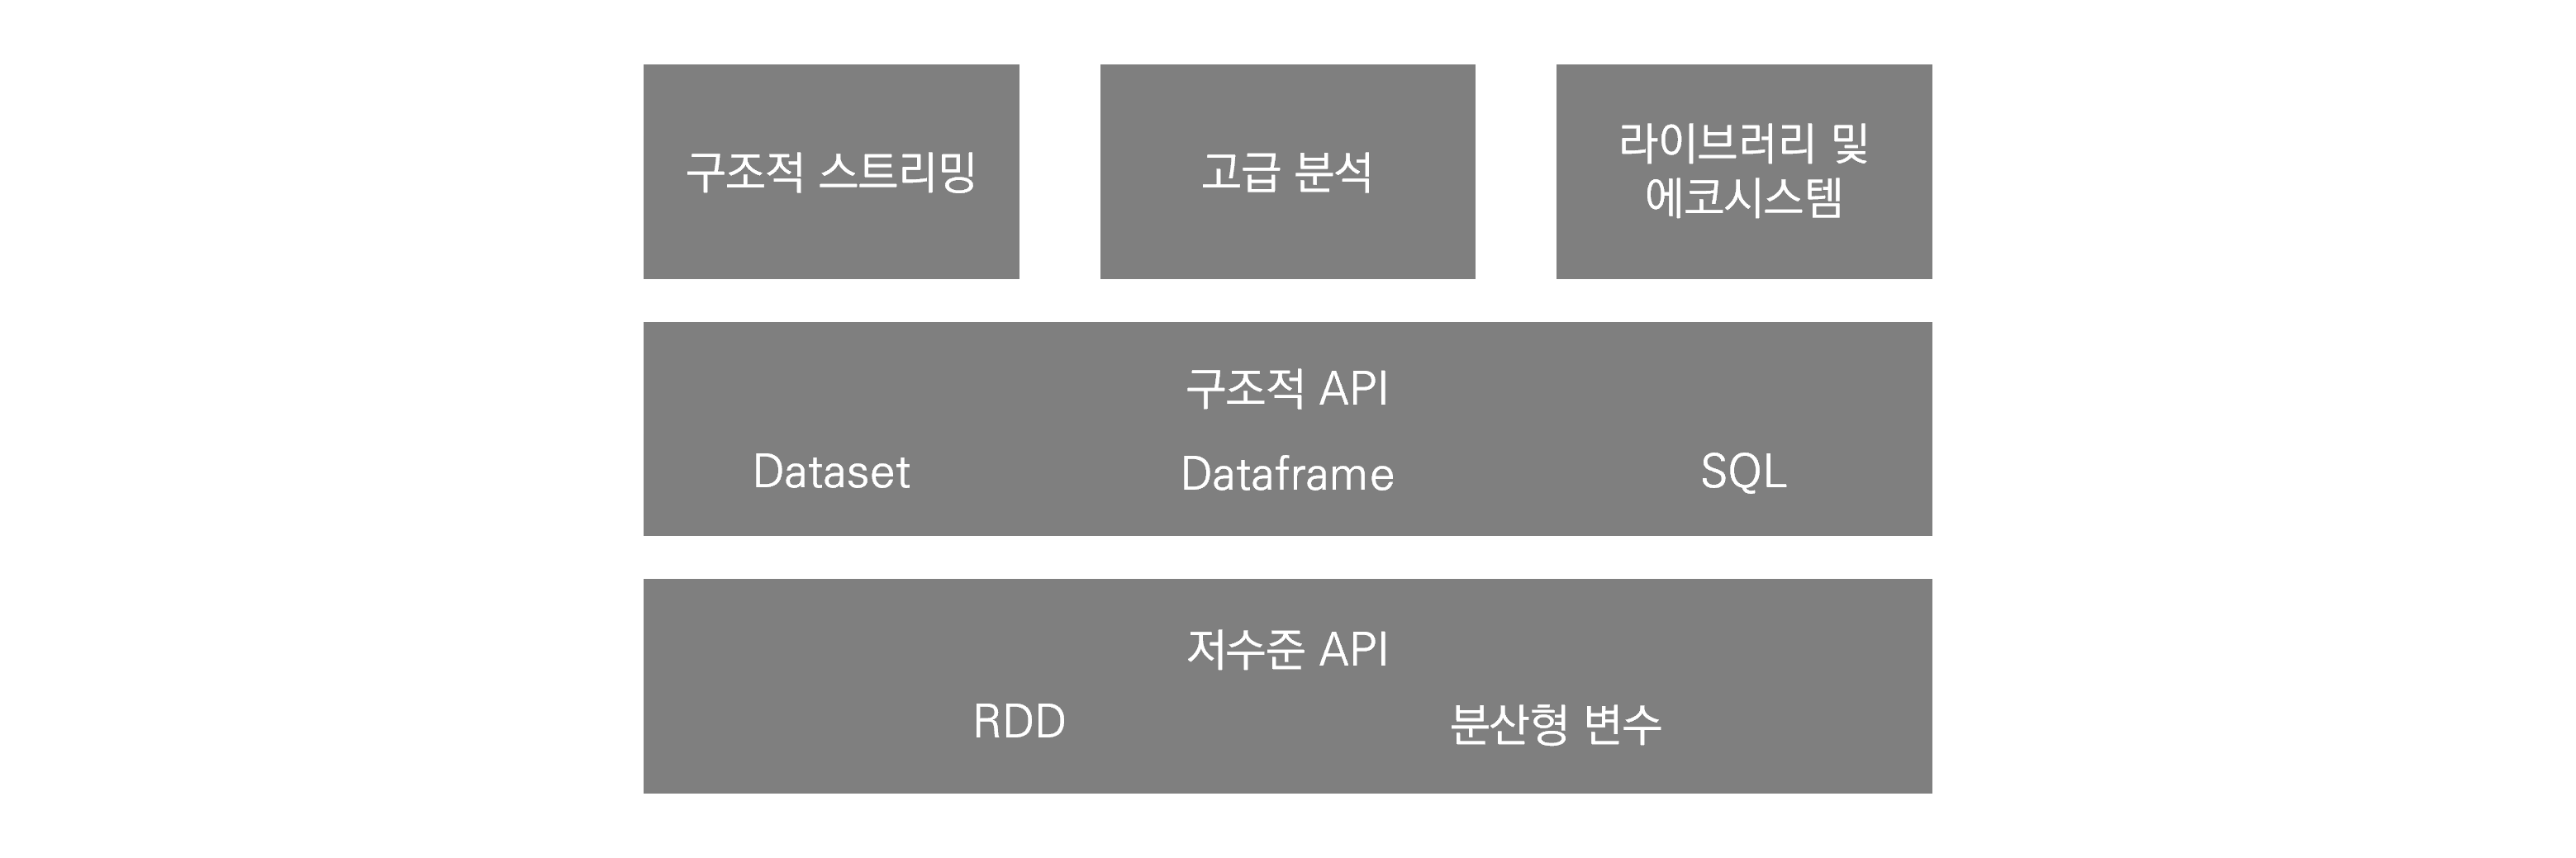 구조적 스트리밍
고급 분석
라이브러리 및
에코시스템
구조적 API
Dataset
Dataframe
SQL
저수준 API
RDD
분산형 변수